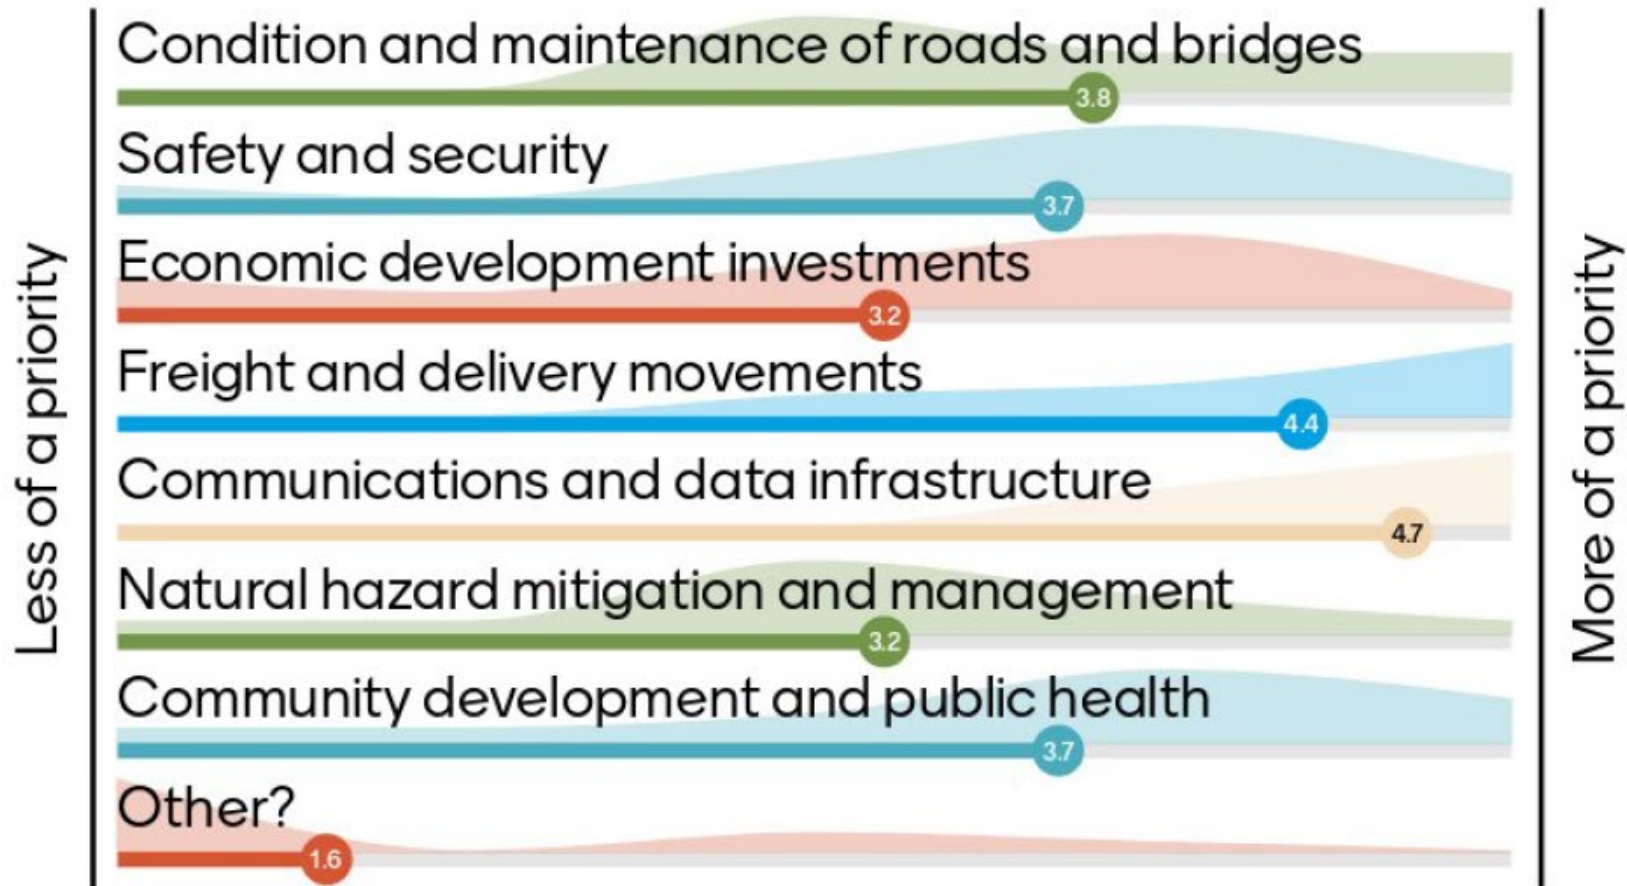 Condition and maintenance of roads and bridges
3.8
Safety and security
3.7
Economic development investments
3.2
Freight and delivery movements
4.4
Communications and data infrastructure
4.7
Natural hazard mitigation and management
3.2
Community development and public health
3.7
Other?
1.6
Less of a priority
More of a priority